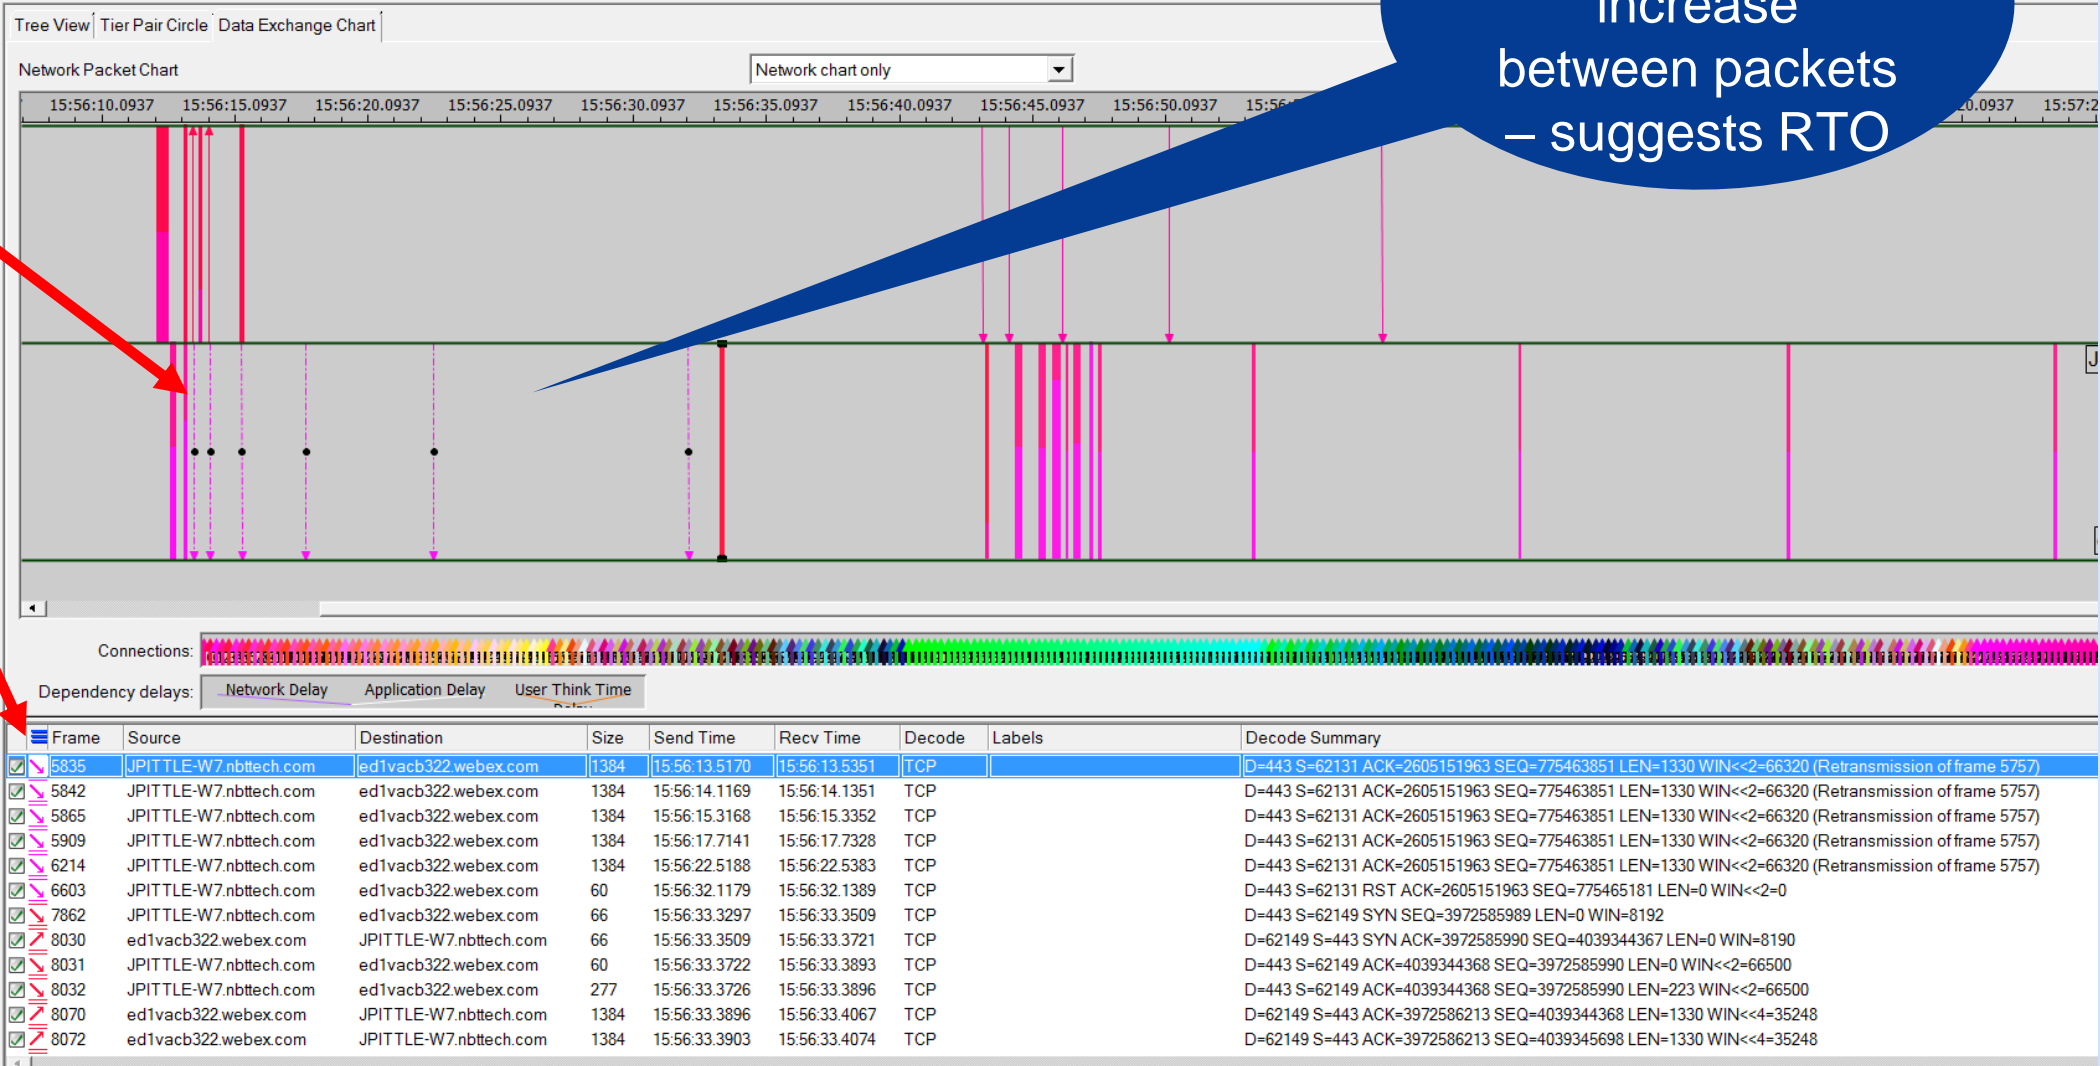 increase
between packets
– suggests RTO
Tree View Tier Pair Circle Data Exchange Chart
Network Packet Chart Network chart only
15:56:10.0937 15:56:15.0937 15:56:20.0937 15:56:25.0937 15:56:30.0937 15:56:35.0937 15:56:40.0937 15:56:45.0937 15:56:50.0937
Connections:
Dependency delays: Network Delay Application Delay User Think Time
Frame Source Destination Size Send Time Recv Time Decode Labels Decode Summary
5835 JPITTLE-W7.nbttech.com ed1vacb322.webex.com 1384 15:56:13.5170 15:56:13.5351 TCP D=443 S=62131 ACK=2605151963 SEQ=775463851 LEN=1330 WIN<<2=66320 (Retransmission of frame 5757)
5842 JPITTLE-W7.nbttech.com ed1vacb322.webex.com 1384 15:56:14.1169 15:56:14.1351 TCP D=443 S=62131 ACK=2605151963 SEQ=775463851 LEN=1330 WIN<<2=66320 (Retransmission of frame 5757)
5865 JPITTLE-W7.nbttech.com ed1vacb322.webex.com 1384 15:56:15.3168 15:56:15.3352 TCP D=443 S=62131 ACK=2605151963 SEQ=775463851 LEN=1330 WIN<<2=66320 (Retransmission of frame 5757)
5909 JPITTLE-W7.nbttech.com ed1vacb322.webex.com 1384 15:56:17.7141 15:56:17.7328 TCP D=443 S=62131 ACK=2605151963 SEQ=775463851 LEN=1330 WIN<<2=66320 (Retransmission of frame 5757)
6214 JPITTLE-W7.nbttech.com ed1vacb322.webex.com 1384 15:56:22.5188 15:56:22.5383 TCP D=443 S=62131 ACK=2605151963 SEQ=775463851 LEN=1330 WIN<<2=66320 (Retransmission of frame 5757)
6603 JPITTLE-W7.nbttech.com ed1vacb322.webex.com 60 15:56:32.1179 15:56:32.1389 TCP D=443 S=62131 RST ACK=2605151963 SEQ=775465181 LEN=0 WIN<<2=0
7862 JPITTLE-W7.nbttech.com ed1vacb322.webex.com 66 15:56:33.3297 15:56:33.3509 TCP D=443 S=62149 SYN SEQ=3972585989 LEN=0 WIN=8192
8030 ed1vacb322.webex.com JPITTLE-W7.nbttech.com 66 15:56:33.3509 15:56:33.3721 TCP D=62149 S=443 SYN ACK=3972585990 SEQ=4039344367 LEN=0 WIN=8190
8031 JPITTLE-W7.nbttech.com ed1vacb322.webex.com 60 15:56:33.3722 15:56:33.3893 TCP D=443 S=62149 ACK=4039344368 SEQ=3972585990 LEN=0 WIN<<2=66500
8032 JPITTLE-W7.nbttech.com ed1vacb322.webex.com 277 15:56:33.3726 15:56:33.3896 TCP D=443 S=62149 ACK=4039344368 SEQ=3972585990 LEN=223 WIN<<2=66500
8070 ed1vacb322.webex.com JPITTLE-W7.nbttech.com 1384 15:56:33.3896 15:56:33.4067 TCP D=62149 S=443 ACK=3972586213 SEQ=4039344368 LEN=1330 WIN<<4=35248
8072 ed1vacb322.webex.com JPITTLE-W7.nbttech.com 1384 15:56:33.3903 15:56:33.4074 TCP D=62149 S=443 ACK=3972586213 SEQ=4039345698 LEN=1330 WIN<<4=35248